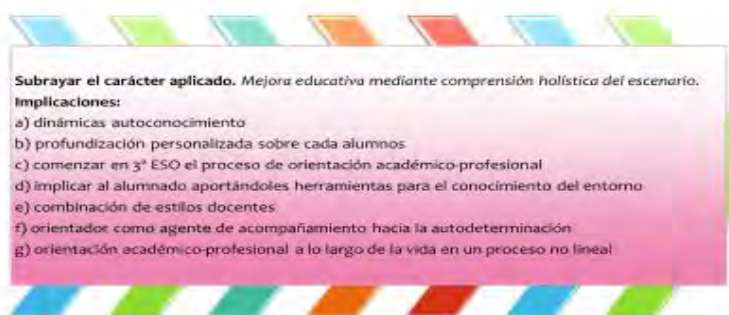 Subrayar el carácter aplicado. Mejora educativa mediante comprensión holística del escenario.
Implicaciones:
a) dinámicas autoconocimiento
b) profundización personalizada sobre cada alumnos
c) comenzar en 3º ESO el proceso de orientación académico-profesional
d) implicar al alumnado aportándoles herramientas para el conocimiento del entorno
e) combinación de estilos docentes
f) orientador como agente de acompañamiento hacia la autodeterminación
g) orientación académico-profesional a lo largo de la vida en un proceso no lineal